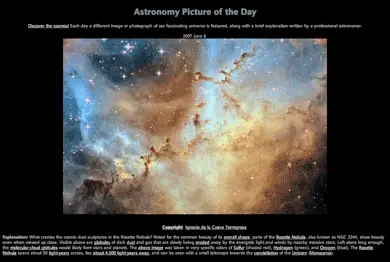 Astronomy Picture of the Day
Discover the cosmos! Each day a different image or photograph of our fascinating universe is featured, along with a brief explanation written by a professional astronomer.
2007 June 6
Copyright: Ignacio de la Cueva Torregrosa
Explanation: What creates the cosmic dust sculptures in the Rosette Nebula? Noted for the common beauty of its overall shape, parts of the Rosette Nebula, also known as NGC 2244, show beauty
even when viewed up close. Visible above are globules of dark dust and gas that are slowly being eroded away by the energetic light and winds by nearby massive stars. Left alone long enough,
the molecular-cloud globules would likely form stars and planets. The above image was taken in very specific colors of Sulfur (shaded red), Hydrogen (green), and Oxygen (blue). The Rosette
Nebula spans about 50 light-years across, lies about 4,500 light-years away, and can be seen with a small telescope towards the constellation of the Unicorn (Monoceros).